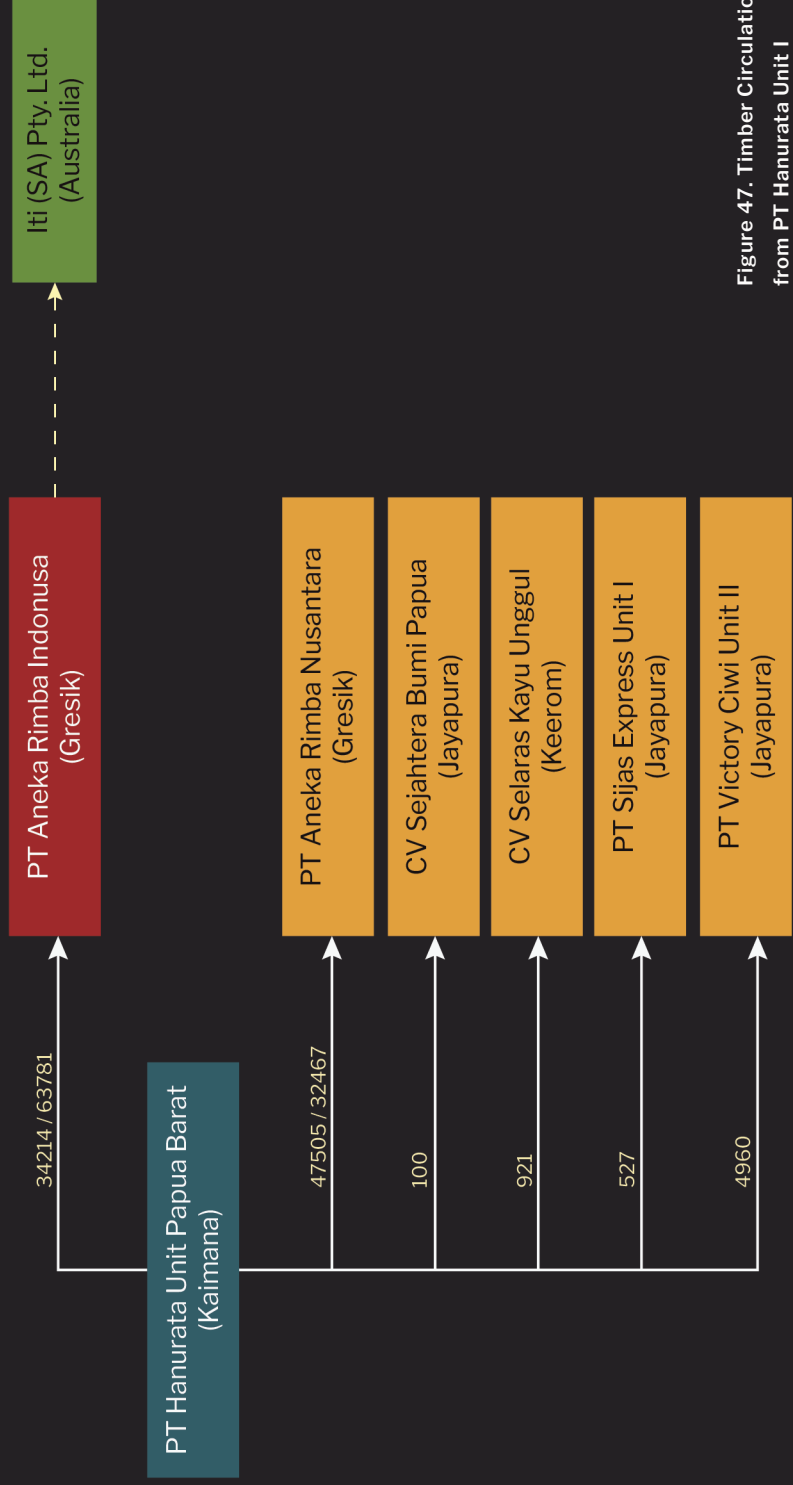 34214 / 63781
PT Aneka Rimba Indonusa
(Gresik)
Iti (SA) Pty. Ltd.
(Australia)
PT Hanurata Unit Papua Barat
(Kaimana)
47505 / 32467
PT Aneka Rimba Nusantara
(Gresik)
100
CV Sejahtera Bumi Papua
(Jayapura)
921
CV Selaras Kayu Unggul
(Keerom)
527
PT Sijas Express Unit I
(Jayapura)
4960
PT Victory Ciwi Unit II
(Jayapura)
Figure 47. Timber
from PT Hanurata Unit I